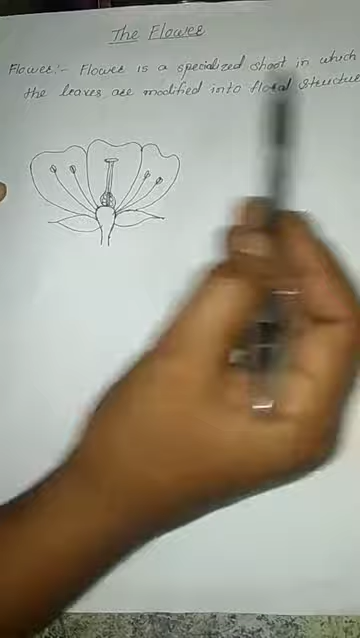 The Flower
Flower:- Flower is a specialized shoot in which
the leaves are modified into floral structure